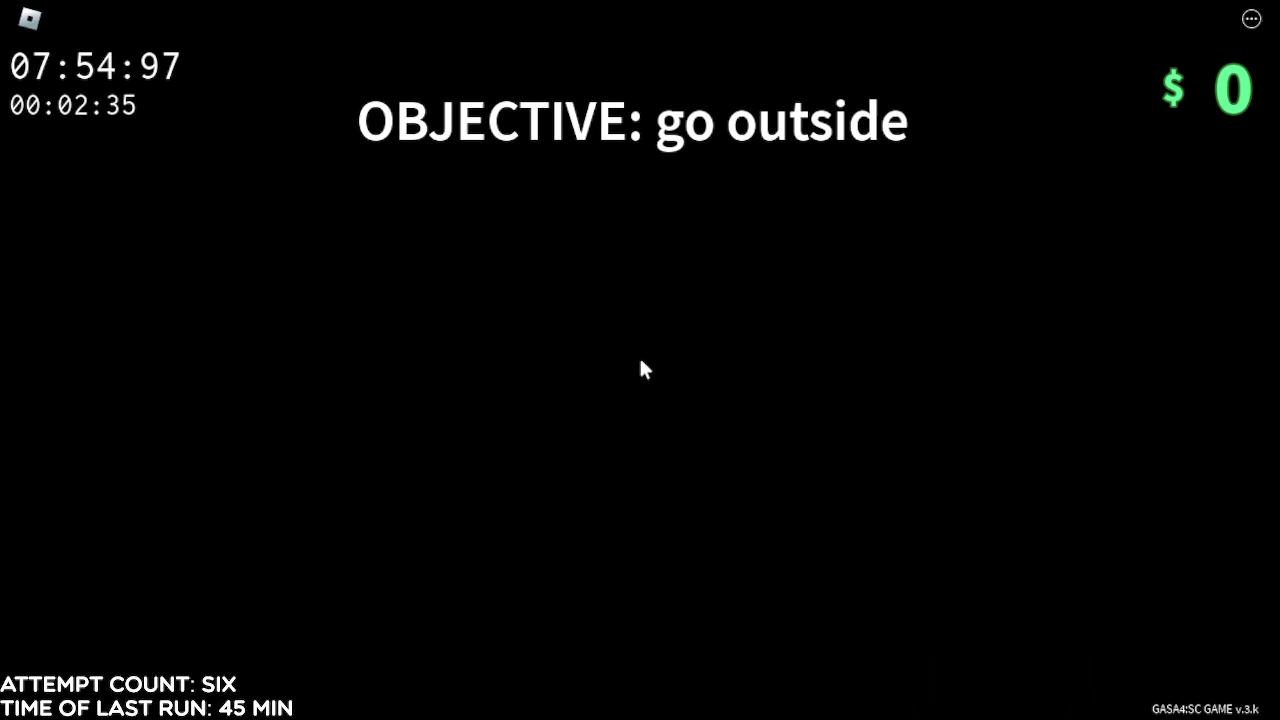 07:54:97
00:02:35
$ 0
OBJECTIVE: go outside
ATTEMPT COUNT: SIX
TIME OF LAST RUN: 45 MIN
GASA4:SC GAME v.3.k